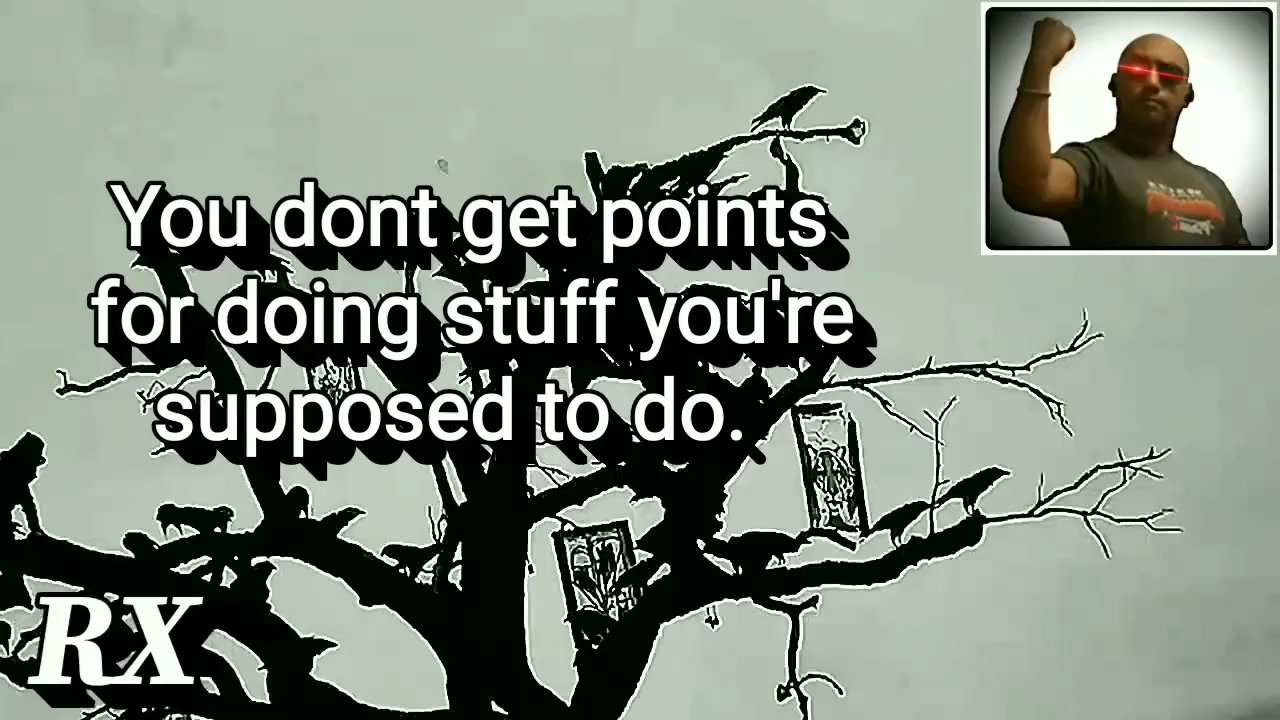 You dont get points
for doing stuff you're
supposed to do.
RX